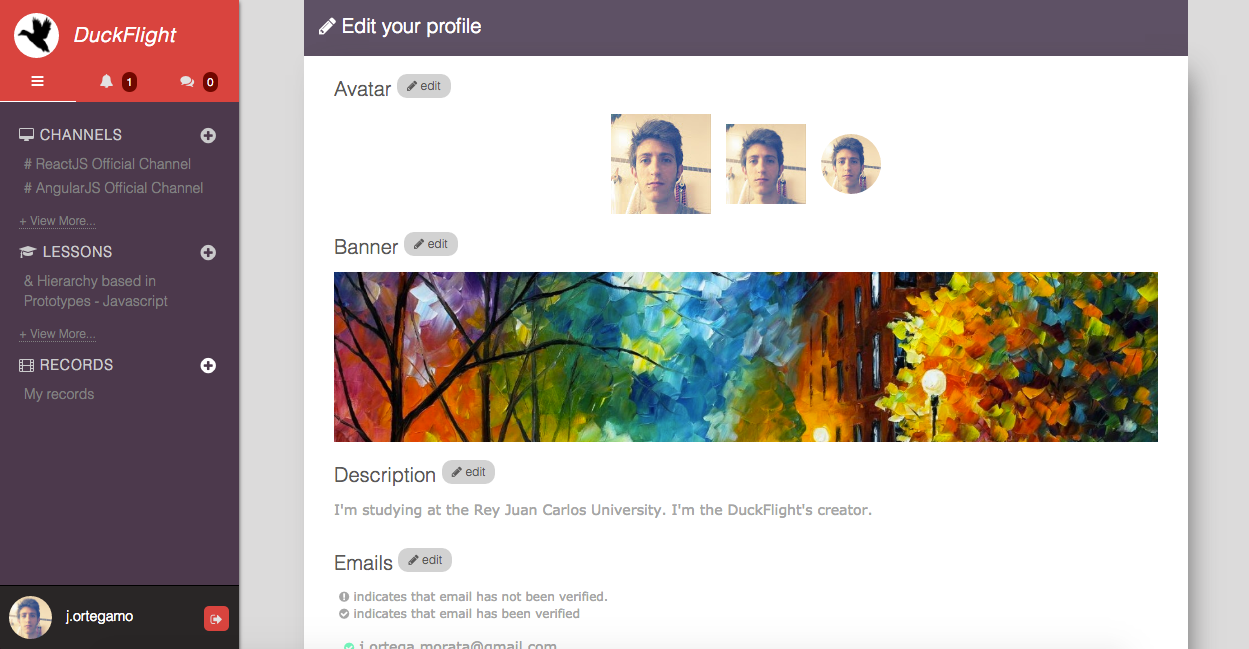 DuckFlight
1
0
CHANNELS
# ReactJS Official Channel
# AngularJS Official Channel
+ View More...
LESSONS
& Hierarchy based in
Prototypes - Javascript
+ View More...
RECORDS
My records
j.ortegamo
Edit your profile
Avatar edit
Banner edit
Description edit
I'm studying at the Rey Juan Carlos University. I'm the DuckFlight's creator.
Emails edit
indicates that email has not been verified.
indicates that email has been verified
j.ortega.morata@gmail.com